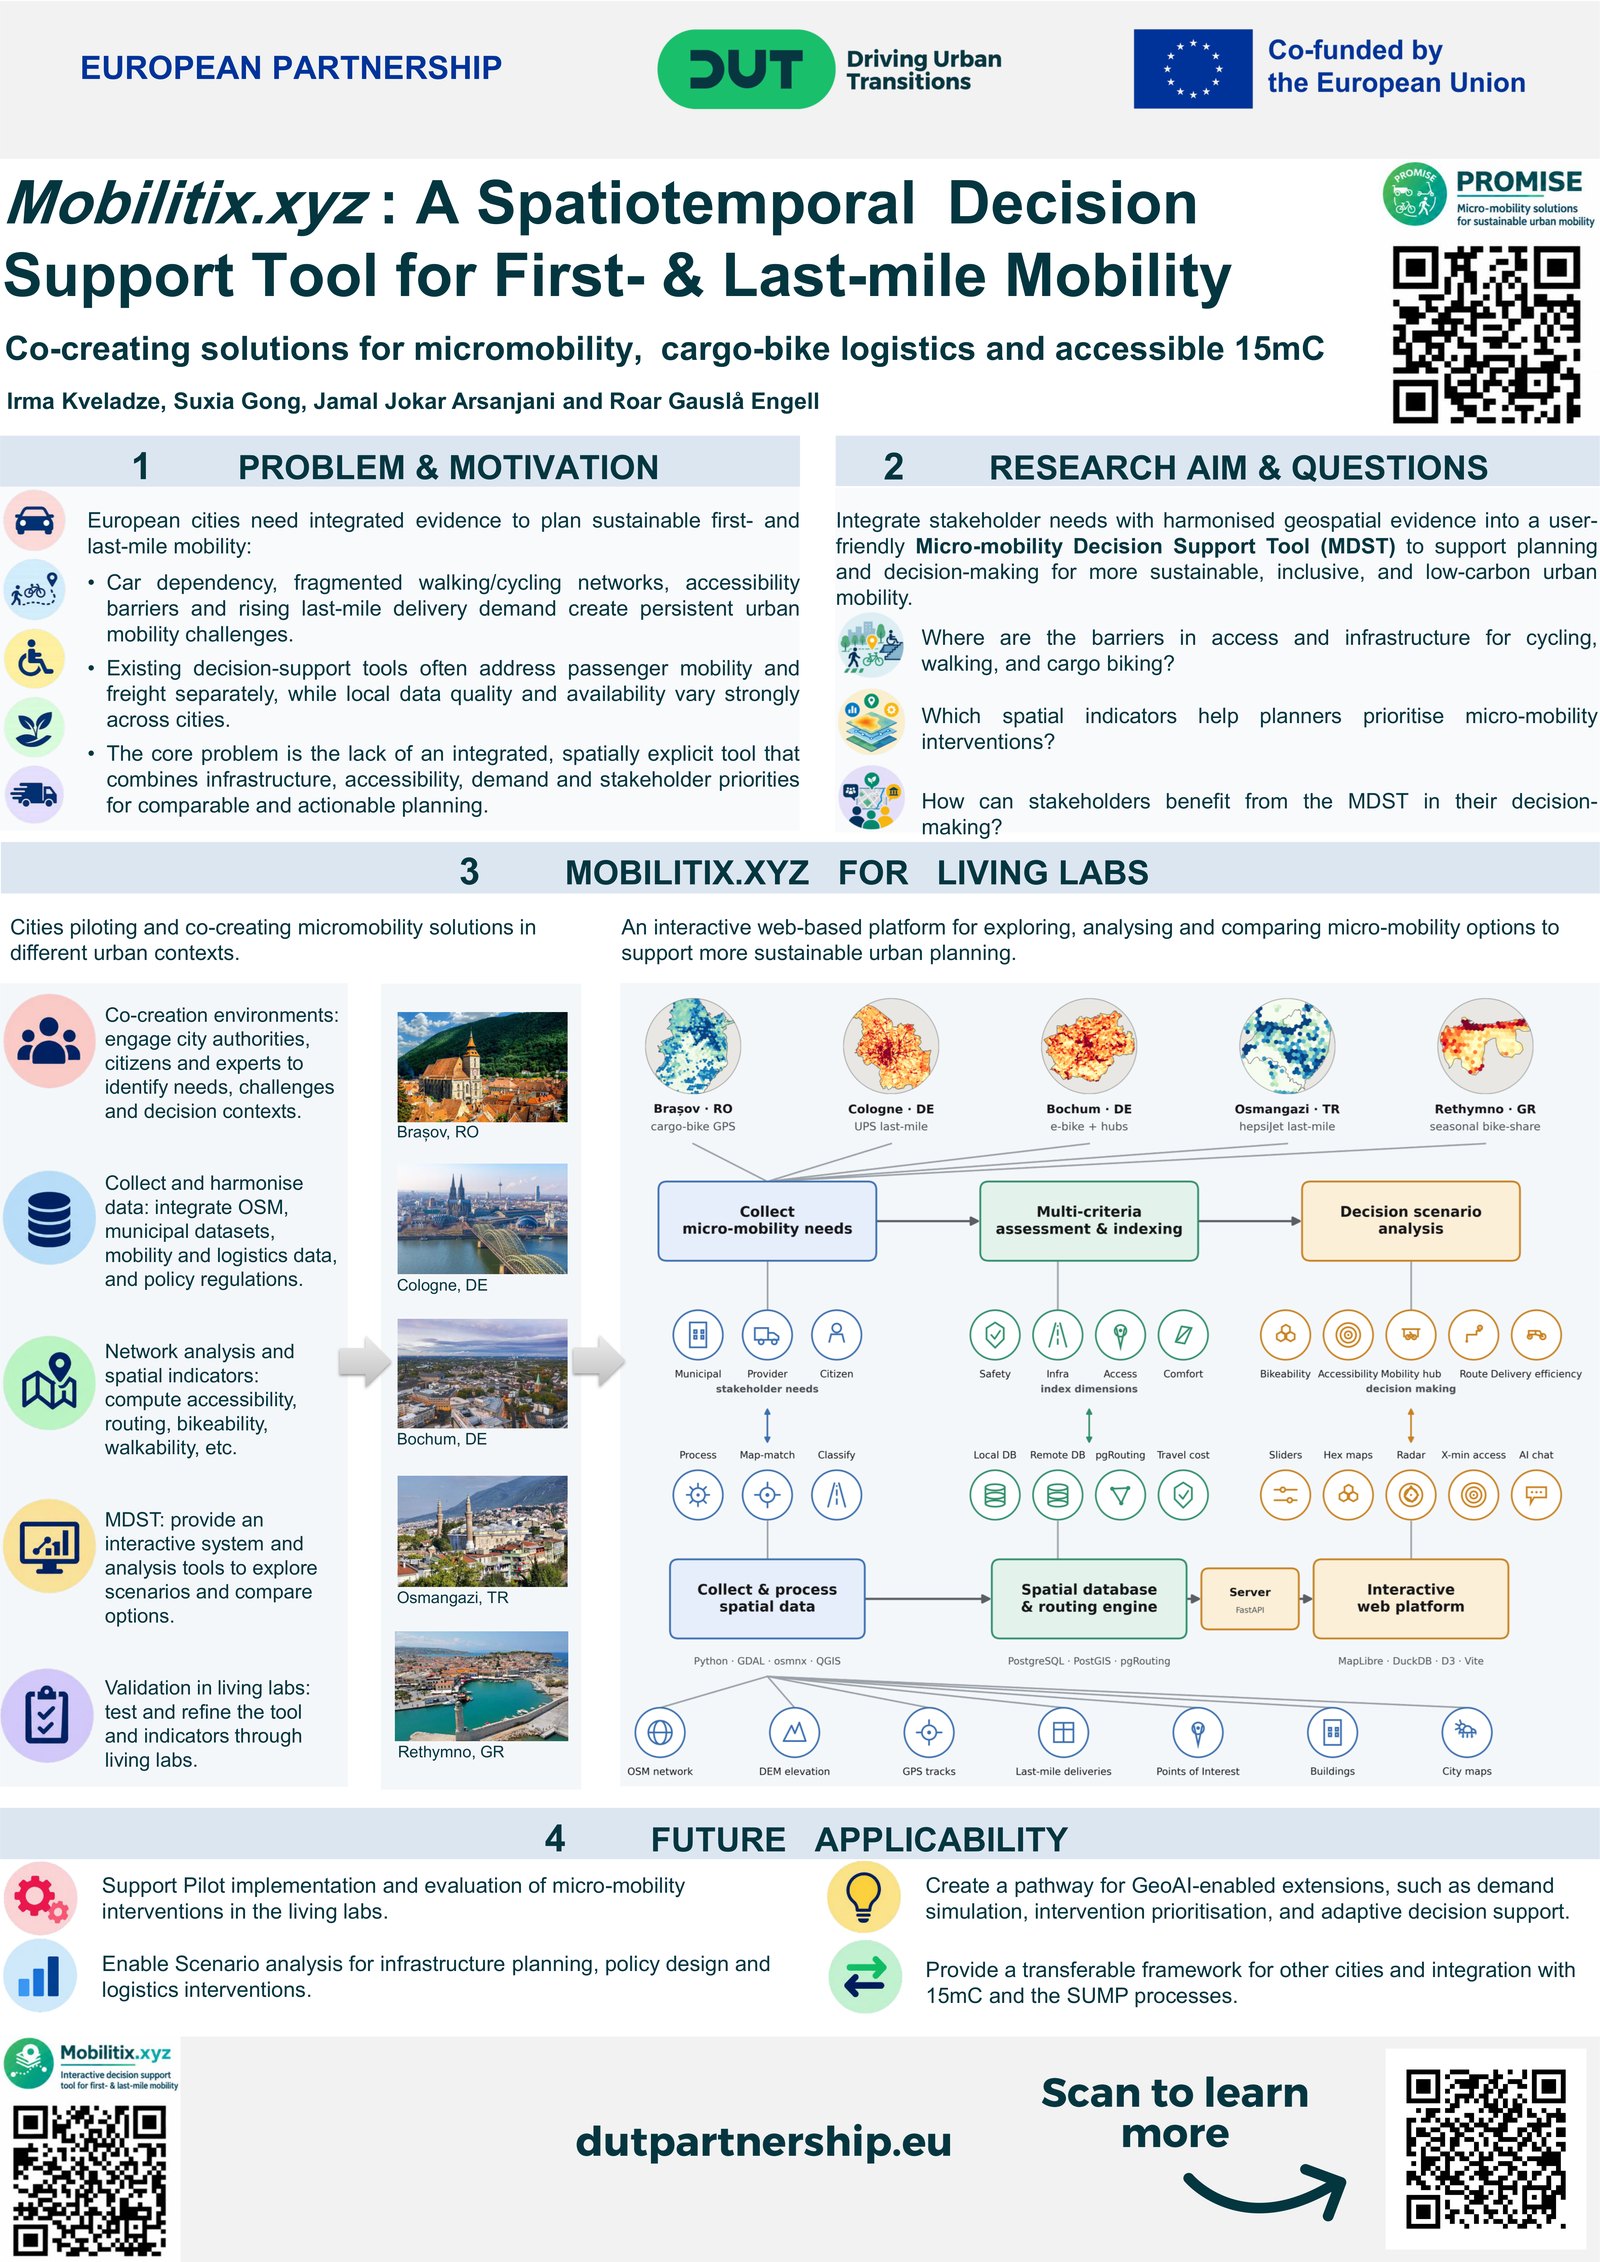 EUROPEAN PARTNERSHIP
DUT
Driving Urban
Transitions
Co-funded by
the European Union
Mobilitix.xyz : A Spatiotemporal Decision
Support Tool for First- & Last-mile Mobility
Co-creating solutions for micromobility, cargo-bike logistics and accessible 15mC
Irma Kveladze, Suxia Gong, Jamal Jokar Arsanjani and Roar Gauslå Engell
PROMISE
PROMISE
Micro-mobility solutions
for sustainable urban mobility
1 PROBLEM & MOTIVATION
European cities need integrated evidence to plan sustainable first- and
last-mile mobility:
• Car dependency, fragmented walking/cycling networks, accessibility
barriers and rising last-mile delivery demand create persistent urban
mobility challenges.
• Existing decision-support tools often address passenger mobility and
freight separately, while local data quality and availability vary strongly
across cities.
• The core problem is the lack of an integrated, spatially explicit tool that
combines infrastructure, accessibility, demand and stakeholder priorities
for comparable and actionable planning.
2 RESEARCH AIM & QUESTIONS
Integrate stakeholder needs with harmonised geospatial evidence into a user-
friendly Micro-mobility Decision Support Tool (MDST) to support planning
and decision-making for more sustainable, inclusive, and low-carbon urban
mobility.
Where are the barriers in access and infrastructure for cycling,
walking, and cargo biking?
Which spatial indicators help planners prioritise micro-mobility
interventions?
How can stakeholders benefit from the MDST in their decision-
making?
3 MOBILITIX.XYZ FOR LIVING LABS
Cities piloting and co-creating micromobility solutions in
different urban contexts.
An interactive web-based platform for exploring, analysing and comparing micro-mobility options to
support more sustainable urban planning.
Co-creation environments:
engage city authorities,
citizens and experts to
identify needs, challenges
and decision contexts.
Collect and harmonise
data: integrate OSM,
municipal datasets,
mobility and logistics data,
and policy regulations.
Network analysis and
spatial indicators:
compute accessibility,
routing, bikeability,
walkability, etc.
MDST: provide an
interactive system and
analysis tools to explore
scenarios and compare
options.
Validation in living labs:
test and refine the tool
and indicators through
living labs.
Brașov, RO
Cologne, DE
Bochum, DE
Osmangazi, TR
Rethymno, GR
Brașov · RO
cargo-bike GPS
Cologne · DE
UPS last-mile
Bochum · DE
e-bike + hubs
Osmangazi · TR
hepsiJet last-mile
Rethymno · GR
seasonal bike-share
Collect
micro-mobility needs
Multi-criteria
assessment & indexing
Decision scenario
analysis
Municipal Provider Citizen
stakeholder needs
Safety Infra Access Comfort
index dimensions
Bikeability Accessibility Mobility hub Route Delivery efficiency
decision making
Process Map-match Classify
Local DB Remote DB pgRouting Travel cost
Sliders Hex maps Radar X-min access AI chat
Collect & process
spatial data
Spatial database
& routing engine
Server
FastAPI
Interactive
web platform
Python · GDAL · osmnx · QGIS
PostgreSQL · PostGIS · pgRouting
MapLibre · DuckDB · D3 · Vite
OSM network DEM elevation GPS tracks Last-mile deliveries Points of Interest Buildings City maps
4 FUTURE APPLICABILITY
Support Pilot implementation and evaluation of micro-mobility
interventions in the living labs.
Enable Scenario analysis for infrastructure planning, policy design and
logistics interventions.
Create a pathway for GeoAI-enabled extensions, such as demand
simulation, intervention prioritisation, and adaptive decision support.
Provide a transferable framework for other cities and integration with
15mC and the SUMP processes.
Mobilitix.xyz
Interactive decision support
tool for first- & last-mile mobility
dutpartnership.eu
Scan to learn
more